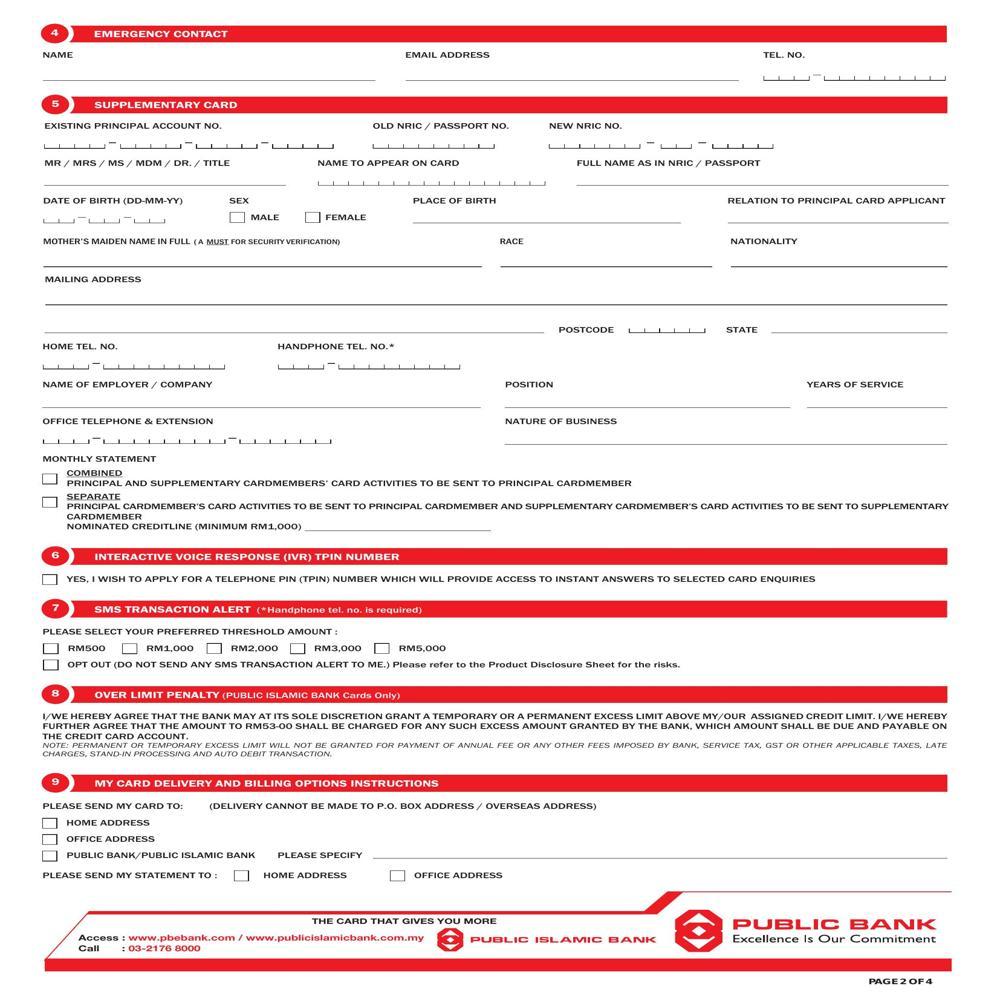 4 EMERGENCY CONTACT
NAME EMAIL ADDRESS TEL. NO.
5 SUPPLEMENTARY CARD
EXISTING PRINCIPAL ACCOUNT NO. OLD NRIC / PASSPORT NO. NEW NRIC NO.
MR / MRS / MS / MDM / DR. / TITLE NAME TO APPEAR ON CARD FULL NAME AS IN NRIC / PASSPORT
DATE OF BIRTH (DD-MM-YY) SEX PLACE OF BIRTH RELATION TO PRINCIPAL CARD APPLICANT
MALE FEMALE
MOTHER'S MAIDEN NAME IN FULL ( A MUST FOR SECURITY VERIFICATION) RACE NATIONALITY
MAILING ADDRESS
POSTCODE STATE
HOME TEL. NO. HANDPHONE TEL. NO.*
NAME OF EMPLOYER / COMPANY POSITION YEARS OF SERVICE
OFFICE TELEPHONE & EXTENSION NATURE OF BUSINESS
MONTHLY STATEMENT
COMBINED
PRINCIPAL AND SUPPLEMENTARY CARDMEMBERS' CARD ACTIVITIES TO BE SENT TO PRINCIPAL CARDMEMBER
SEPARATE
PRINCIPAL CARDMEMBER'S CARD ACTIVITIES TO BE SENT TO PRINCIPAL CARDMEMBER AND SUPPLEMENTARY CARDMEMBER'S CARD ACTIVITIES TO BE SENT TO SUPPLEMENTARY
CARDMEMBER
NOMINATED CREDITLINE (MINIMUM RM1,000)
6 INTERACTIVE VOICE RESPONSE (IVR) TPIN NUMBER
YES, I WISH TO APPLY FOR A TELEPHONE PIN (TPIN) NUMBER WHICH WILL PROVIDE ACCESS TO INSTANT ANSWERS TO SELECTED CARD ENQUIRIES
7 SMS TRANSACTION ALERT (*Handphone tel. no. is required)
PLEASE SELECT YOUR PREFERRED THRESHOLD AMOUNT :
RM500 RM1,000 RM2,000 RM3,000 RM5,000
OPT OUT (DO NOT SEND ANY SMS TRANSACTION ALERT TO ME.) Please refer to the Product Disclosure Sheet for the risks.
8 OVER LIMIT PENALTY (PUBLIC ISLAMIC BANK Cards Only)
I/WE HEREBY AGREE THAT THE BANK MAY AT ITS SOLE DISCRETION GRANT A TEMPORARY OR A PERMANENT EXCESS LIMIT ABOVE MY/OUR ASSIGNED CREDIT LIMIT. I/WE HEREBY
FURTHER AGREE THAT THE AMOUNT TO RM53-00 SHALL BE CHARGED FOR ANY SUCH EXCESS AMOUNT GRANTED BY THE BANK, WHICH AMOUNT SHALL BE DUE AND PAYABLE ON
THE CREDIT CARD ACCOUNT.
NOTE: PERMANENT OR TEMPORARY EXCESS LIMIT WILL NOT BE GRANTED FOR PAYMENT OF ANNUAL FEE OR ANY OTHER FEES IMPOSED BY BANK, SERVICE TAX, GST OR OTHER APPLICABLE TAXES, LATE
CHARGES, STAND-IN PROCESSING AND AUTO DEBIT TRANSACTION.
9 MY CARD DELIVERY AND BILLING OPTIONS INSTRUCTIONS
PLEASE SEND MY CARD TO: (DELIVERY CANNOT BE MADE TO P.O. BOX ADDRESS / OVERSEAS ADDRESS)
HOME ADDRESS
OFFICE ADDRESS
PUBLIC BANK/PUBLIC ISLAMIC BANK PLEASE SPECIFY
PLEASE SEND MY STATEMENT TO : HOME ADDRESS OFFICE ADDRESS
THE CARD THAT GIVES YOU MORE
Access : www.pbebank.com / www.publicislamicbank.com.my PUBLIC ISLAMIC BANK
Call : 03-2176 8000
PUBLIC BANK
Excellence Is Our Commitment
PAGE 2 OF 4